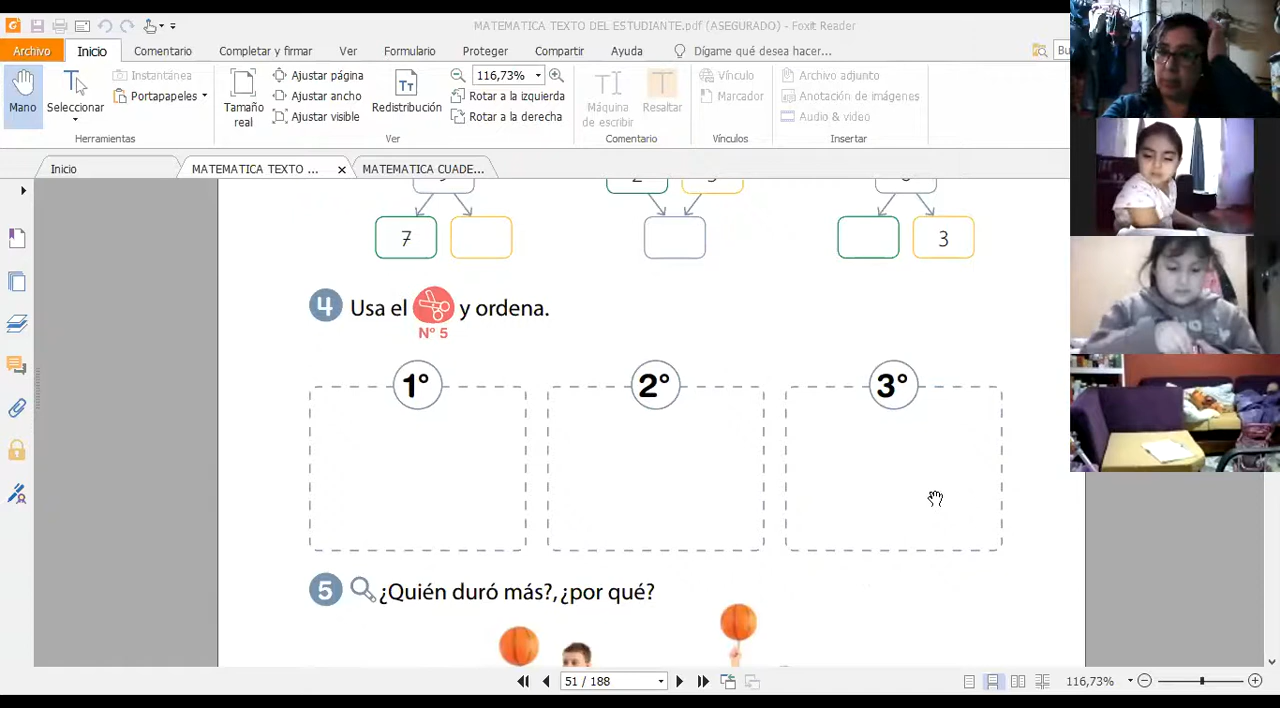 MATEMATICA TEXTO DEL ESTUDIANTE.pdf (ASEGURADO) - Foxit Reader
Archivo Inicio Comentario Completar y firmar Ver Formulario Proteger Compartir Ayuda Dígame qué desea hacer...
Mano
Seleccionar
Instantánea
Portapapeles
Herramientas
Tamaño real
Ajustar página
Ajustar ancho
Ajustar visible
Redistribución
116,73%
Rotar a la izquierda
Rotar a la derecha
Ver
Máquina de escribir
Resaltar
Comentario
Vínculo
Marcador
Vínculos
Archivo adjunto
Anotación de imágenes
Audio & video
Insertar
Inicio
MATEMATICA TEXTO ...
MATEMATICA CUADE...
7 3
4 Usa el y ordena.
N° 5
1° 2° 3°
5 ¿Quién duró más?, ¿por qué?
51 / 188
116,73%